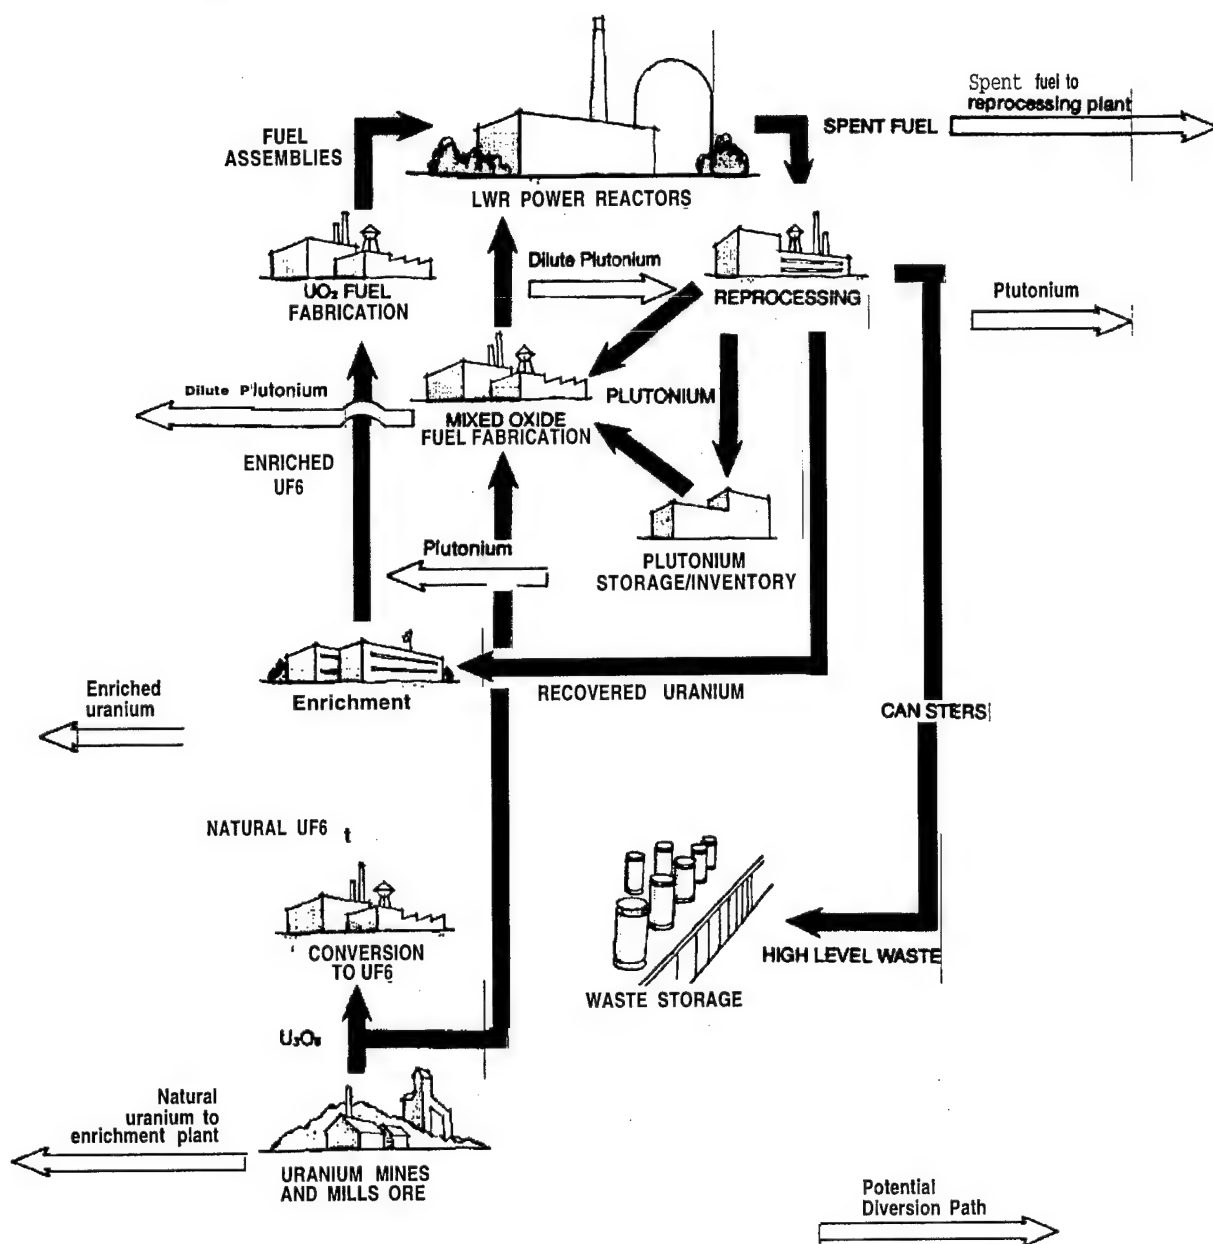 Spent fuel to
reprocessing plant
FUEL
ASSEMBLIES
SPENT FUEL
LWR POWER REACTORS
Dilute Plutonium
UO₂ FUEL
FABRICATION
REPROCESSING
Ptutonium
Dilute P'lutonium
PLUTONIUM
MIXED OXIDE
FUEL FABRICATION
ENRICHED
UF6
Plutonium
PLUTONIUM
STORAGE/INVENTORY
Enriched
uranium
Enrichment
RECOVERED URANIUM
CAN STERS
NATURAL UF6
t
CONVERSION
TO UF6
HIGH LEVEL WASTE
WASTE STORAGE
U₃O₈
Natural
uranium to
enrichment plant
URANIUM MINES
AND MILLS ORE
Potential
Diversion Path